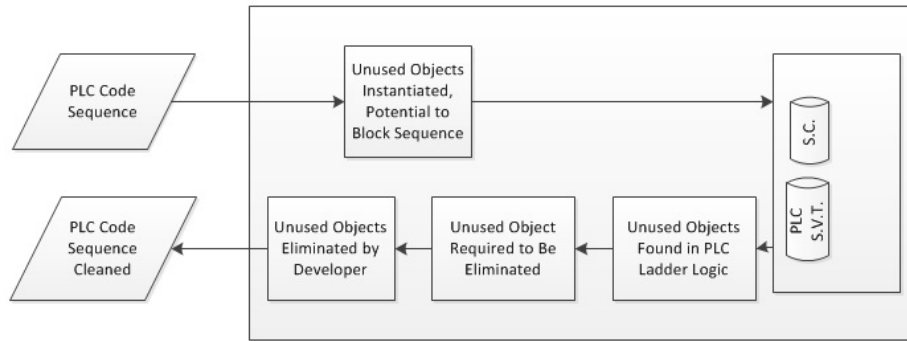 PLC Code
Sequence
Unused Objects
Instantiated,
Potential to
Block Sequence
S.C.
PLC
S.V.T.
PLC Code
Sequence
Cleaned
Unused Objects
Eliminated by
Developer
Unused Object
Required to Be
Eliminated
Unused Objects
Found in PLC
Ladder Logic